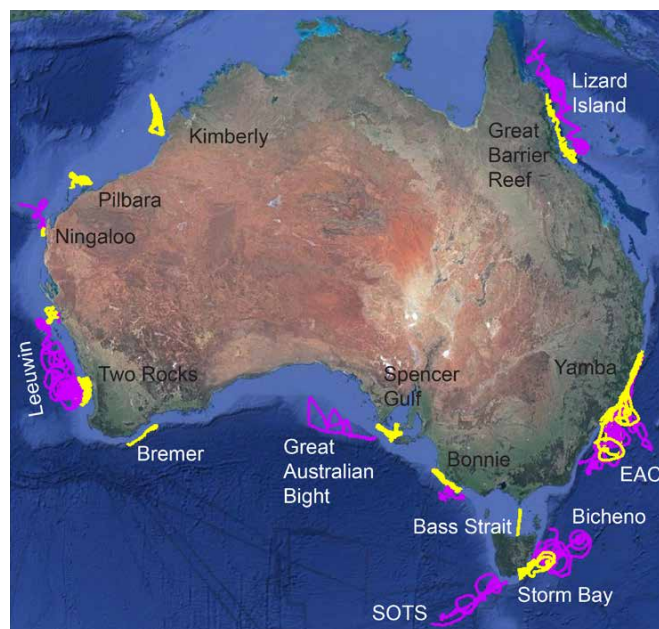 Lizard
Island
Great
Barrier
Reef
Kimberly
Pilbara
Ningaloo
Leeuwin
Two Rocks
Spencer
Gulf
Yamba
Bremer
Great
Australian
Bight
Bonnie
EAC
Bass Strait
Bicheno
Storm Bay
SOTS